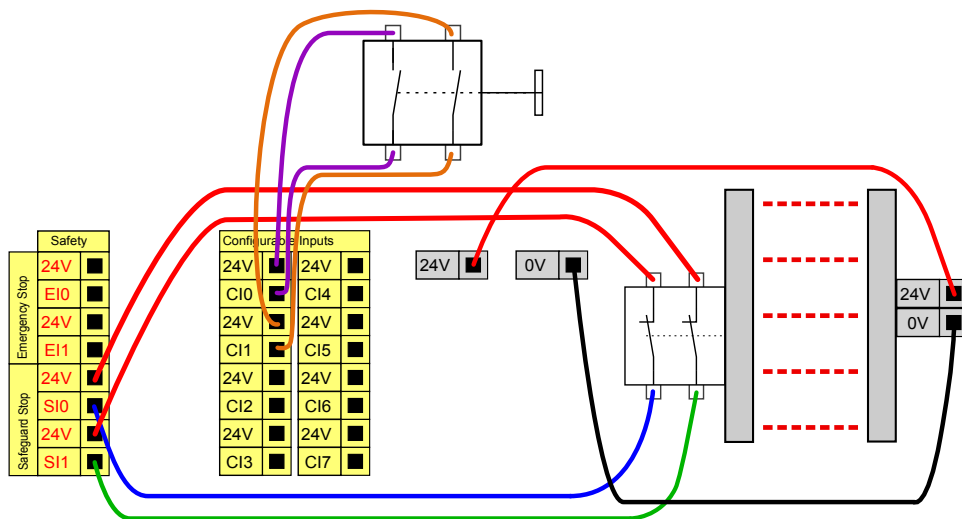 Safety
Emergency Stop
24V
EI0
24V
EI1
Safeguard Stop
24V
SI0
24V
SI1
Configurable Inputs
24V 24V
CI0 CI4
24V 24V
CI1 CI5
24V 24V
CI2 CI6
24V 24V
CI3 CI7
24V 0V
24V
0V